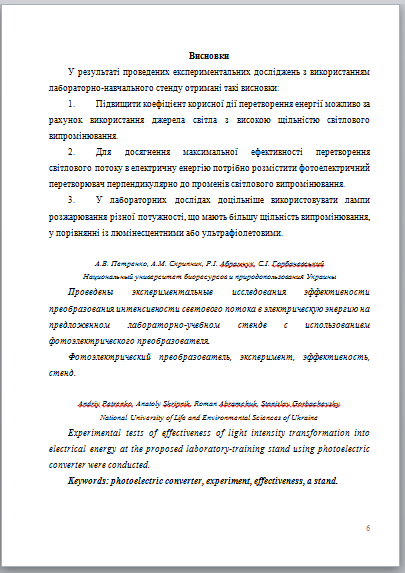 Висновки
У результаті проведених експериментальних досліджень з використанням
лабораторно-навчального стенду отримані такі висновки:
1. Підвищити коефіцієнт корисної дії перетворення енергії можливо за
рахунок використання джерела світла з високою щільністю світлового
випромінювання.
2. Для досягнення максимальної ефективності перетворення
світлового потоку в електричну енергію потрібно розмістити фотоелектричний
перетворювач перпендикулярно до променів світлового випромінювання.
3. У лабораторних дослідах доцільніше використовувати лампи
розжарювання різної потужності, що мають більшу щільність випромінювання,
у порівнянні із люмінесцентними або ультрафіолетовими.
А.В. Петренко, А.М. Скрипник, Р.І. Абрамчук, С.І. Горбачевський
Национальный университет биоресурсов и природопользования Украины
Проведены экспериментальные исследования эффективности
преобразования интенсивности светового потока в электрическую энергию на
предложенном лабораторно-учебном стенде с использованием
фотоэлектрического преобразователя.
Фотоэлектрический преобразователь, эксперимент, эффективность,
стенд.
Andriy Petrenko, Anatoly Skripnik, Roman Abramchuk, Stanislav Gorbachevsky
National University of Life and Environmental Sciences of Ukraine
Experimental tests of effectiveness of light intensity transformation into
electrical energy at the proposed laboratory-training stand using photoelectric
converter were conducted.
Keywords: photoelectric converter, experiment, effectiveness, a stand.
6